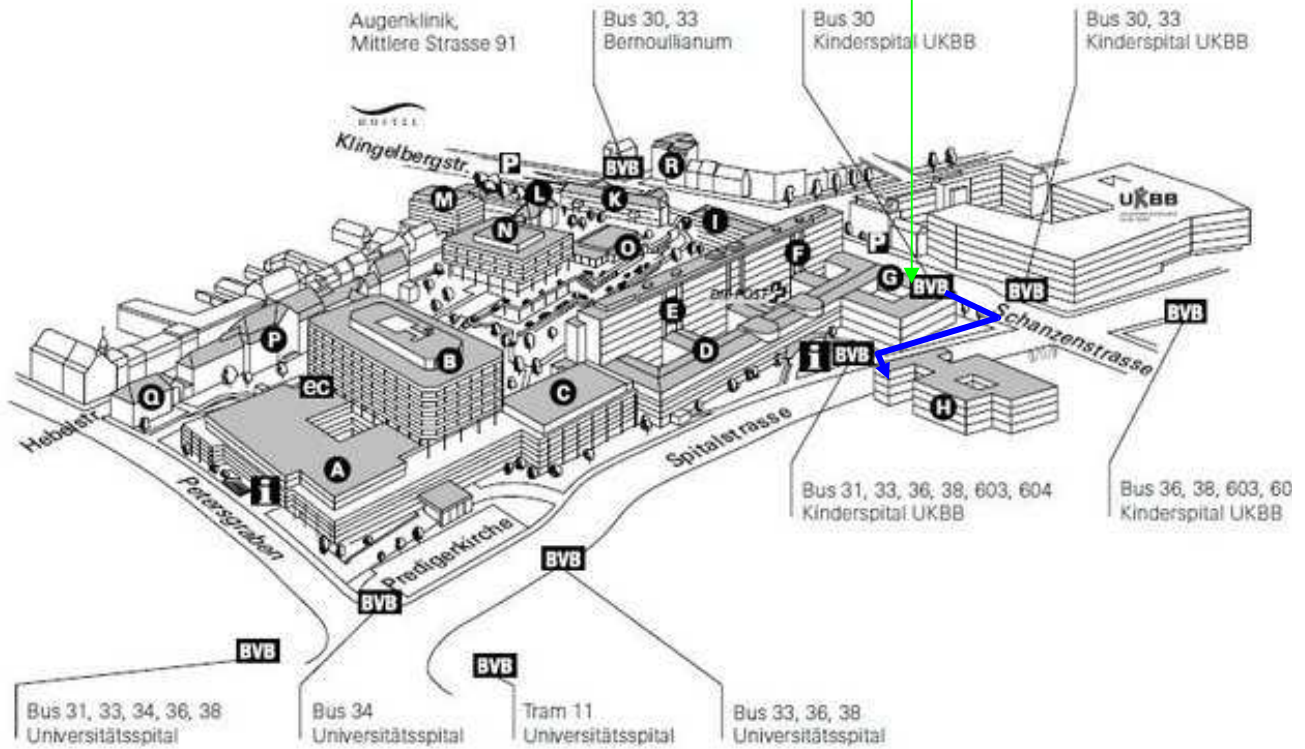 Augenklinik,
Mittlere Strasse 91
Bus 30, 33
Bernoullianum
Bus 30
Kinderspital UKBB
Bus 30, 33
Kinderspital UKBB
Klingelbergstr.
P
BVB
R
M
L
K
N
O
I
F
P
UKBB
G
BVB
BVB
BVB
E
D
P
B
ec
C
i
BVB
Schanzenstrasse
Q
A
H
Hebelstr.
i
Spitalstrasse
Petersgraben
Predigerkirche
Bus 31, 33, 36, 38, 603, 604
Kinderspital UKBB
Bus 36, 38, 603, 60
Kinderspital UKBB
BVB
BVB
BVB
BVB
Bus 31, 33, 34, 36, 38
Universitätsspital
Bus 34
Universitätsspital
Tram 11
Universitätsspital
Bus 33, 36, 38
Universitätsspital